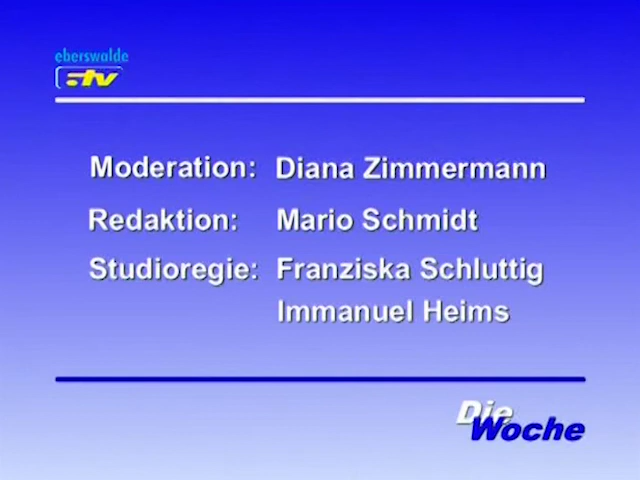 eberswalde
tv
Moderation: Diana Zimmermann
Redaktion: Mario Schmidt
Studioregie: Franziska Schluttig
Immanuel Heims
Die
Woche